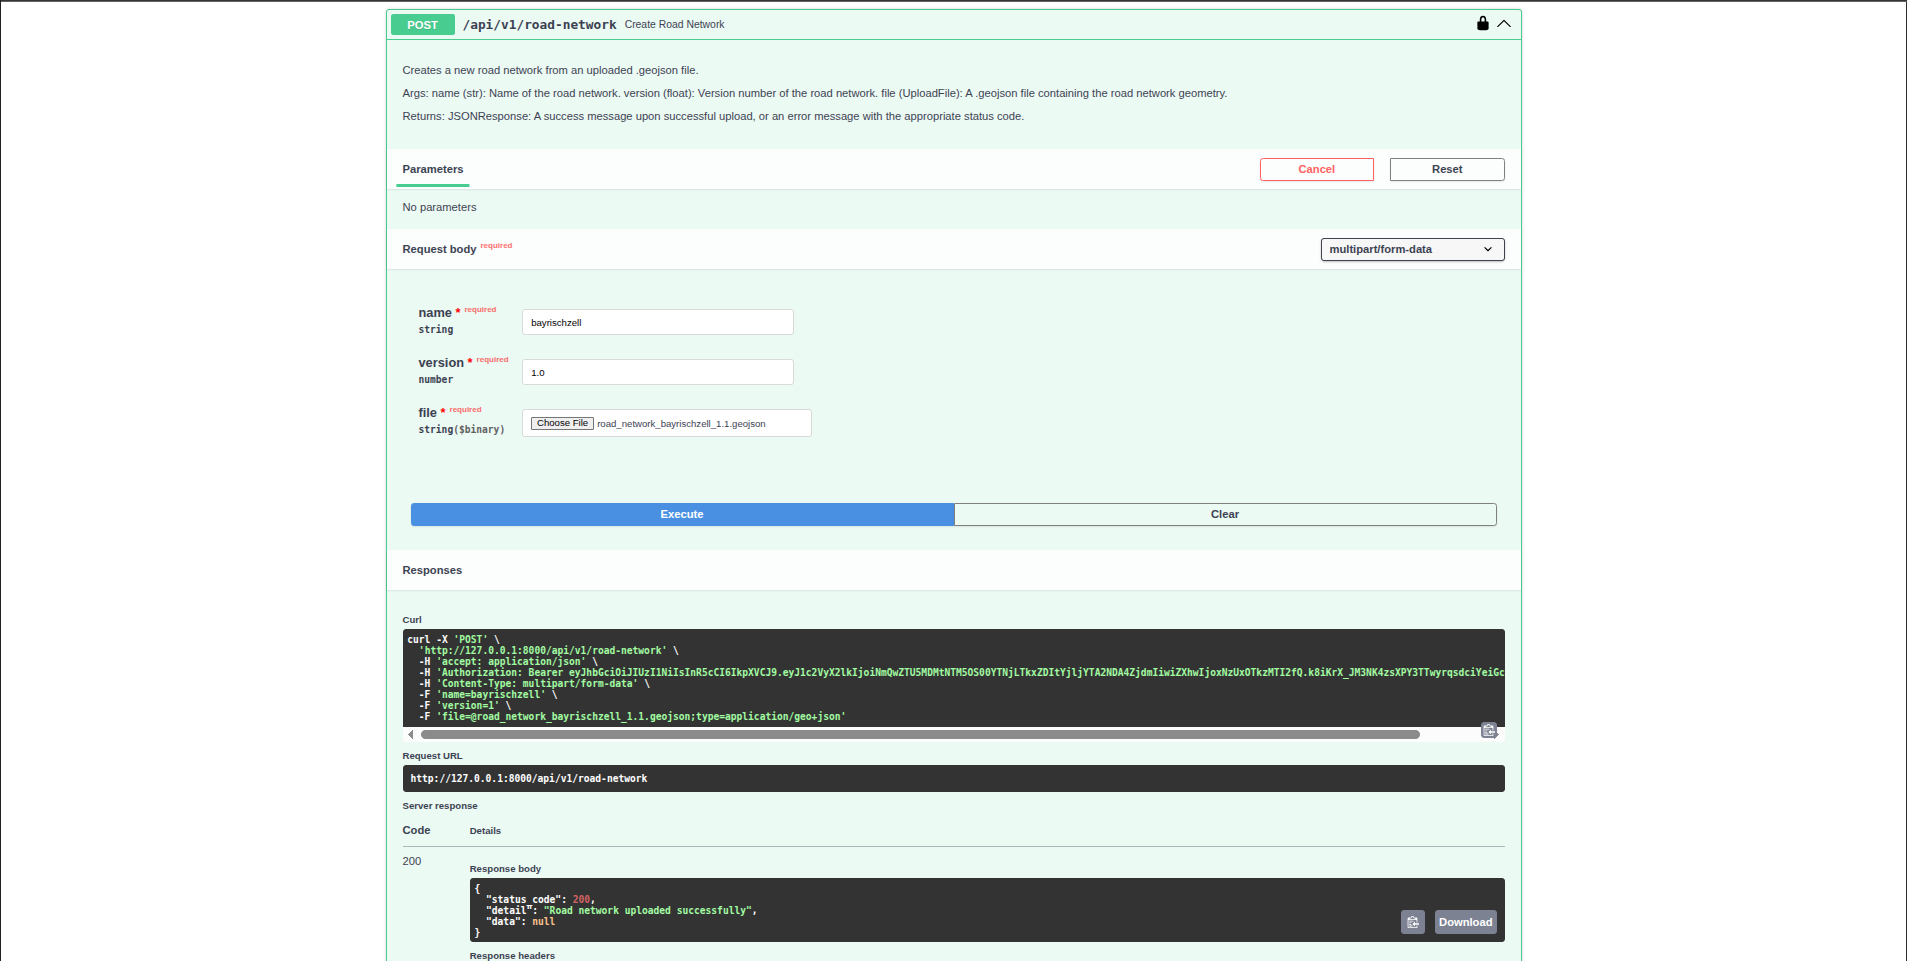 POST /api/v1/road-network Create Road Network
Creates a new road network from an uploaded .geojson file.
Args: name (str): Name of the road network. version (float): Version number of the road network. file (UploadFile): A .geojson file containing the road network geometry.
Returns: JSONResponse: A success message upon successful upload, or an error message with the appropriate status code.
Parameters
Cancel
Reset
No parameters
Request body required
multipart/form-data
name * required
string
bayrischzell
version * required
number
1.0
file * required
string($binary)
Choose File road_network_bayrischzell_1.1.geojson
Execute
Clear
Responses
Curl
curl -X 'POST' \
'http://127.0.0.1:8000/api/v1/road-network' \
-H 'accept: application/json' \
-H 'Authorization: Bearer
-H 'Content-Type: multipart/form-data' \
-F 'name=bayrischzell' \
-F 'version=1' \
-F 'file=@road_network_bayrischzell_1.1.geojson;type=application/geo+json'
Request URL
http://127.0.0.1:8000/api/v1/road-network
Server response
Code Details
200
Response body
{
"status_code": 200,
"detail": "Road network uploaded successfully",
"data": null
}
Download
Response headers